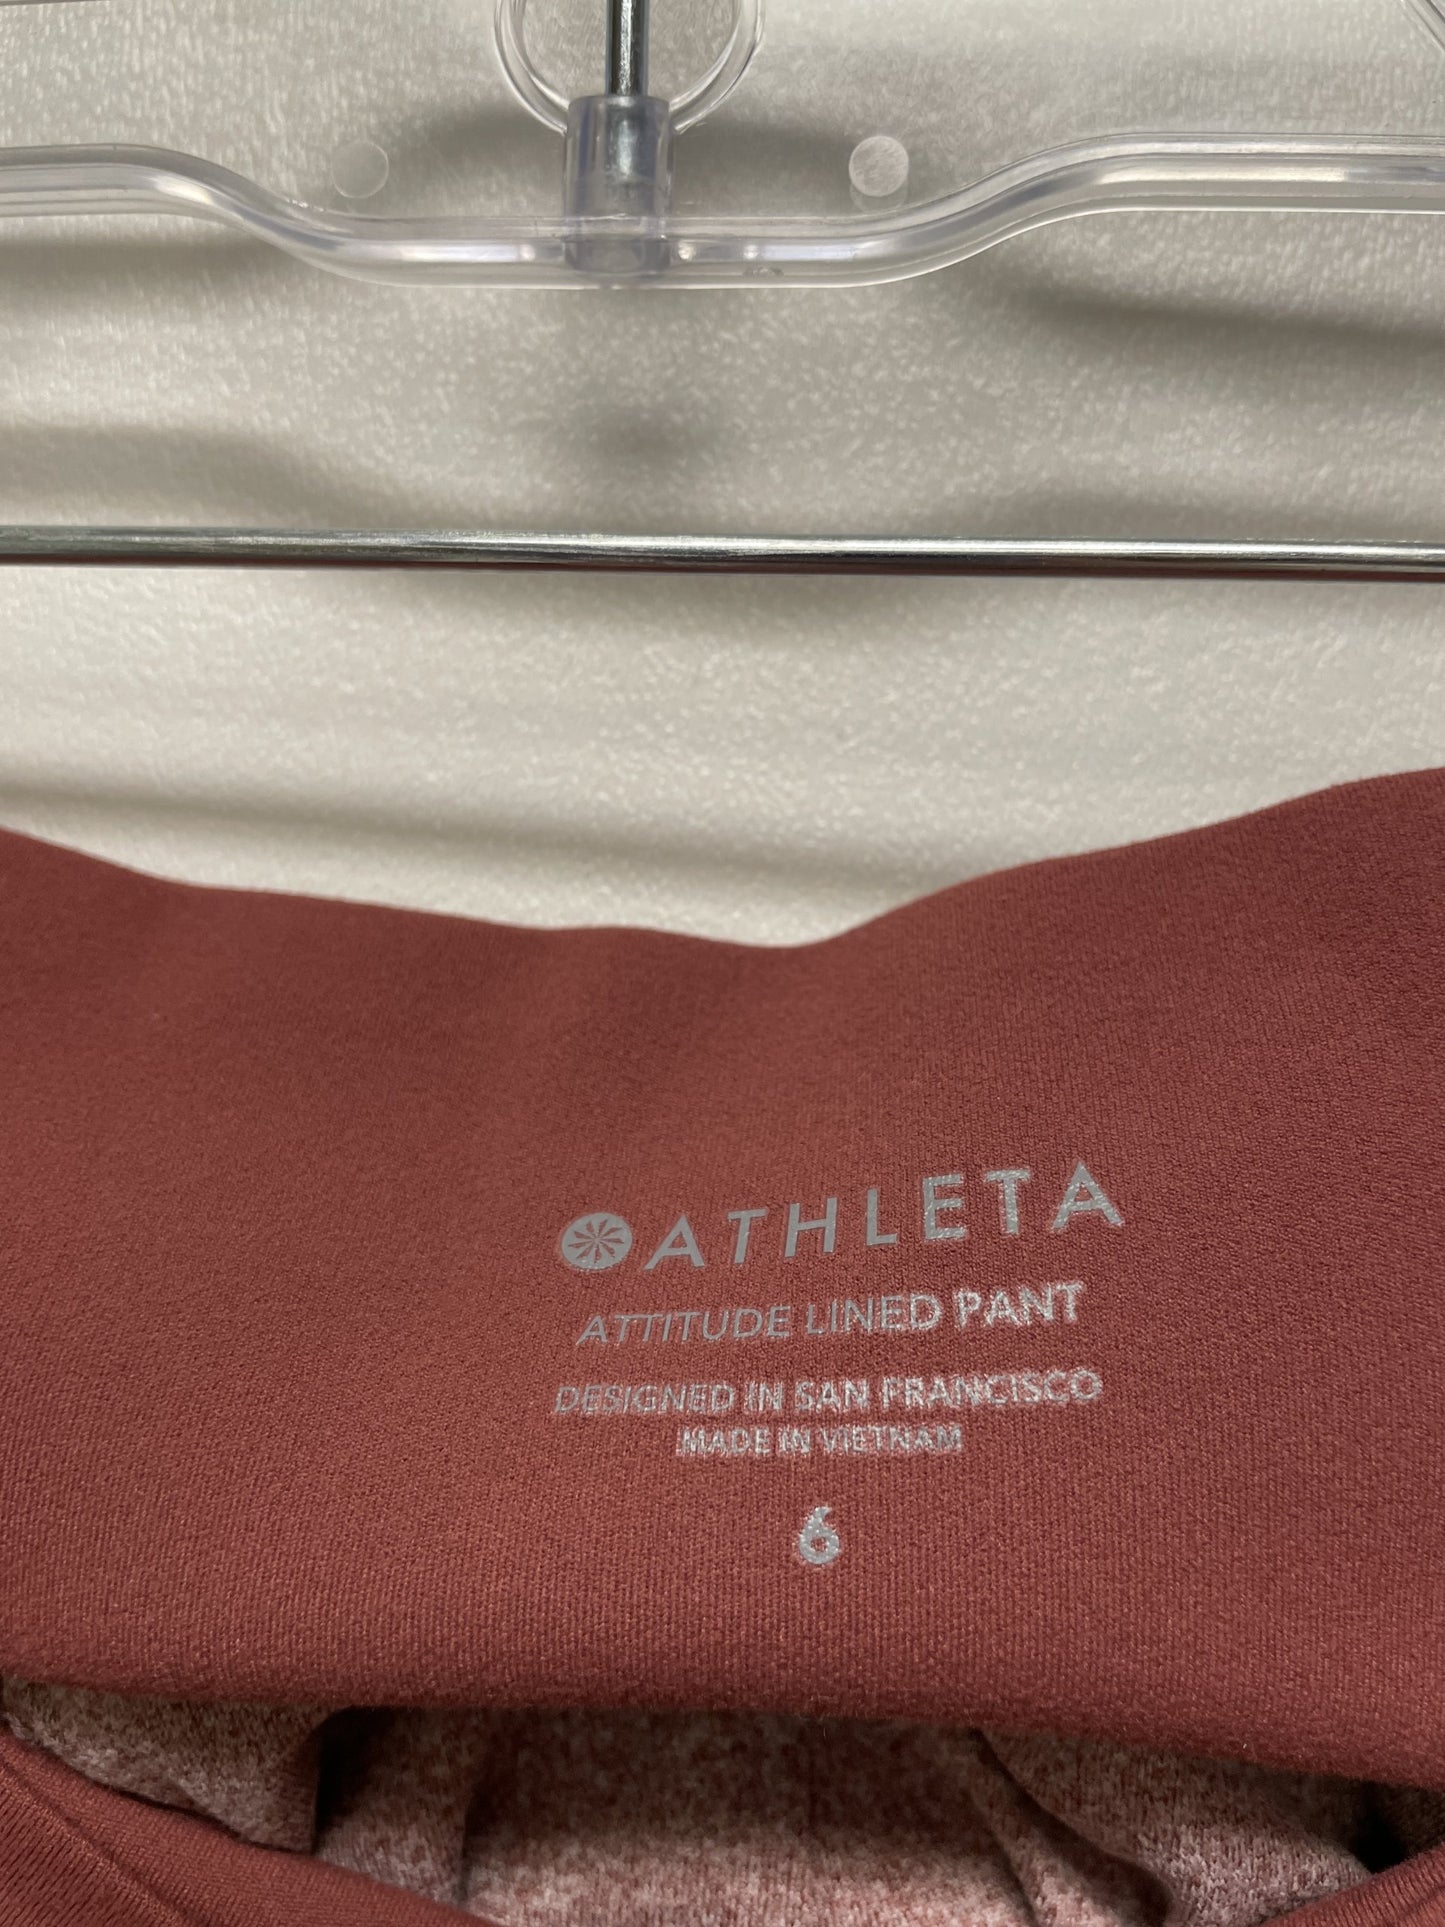 ATHLETA
ATTITUDE LINED PANT
DESIGNED IN SAN FRANCISCO
MADE IN VIETNAM
6